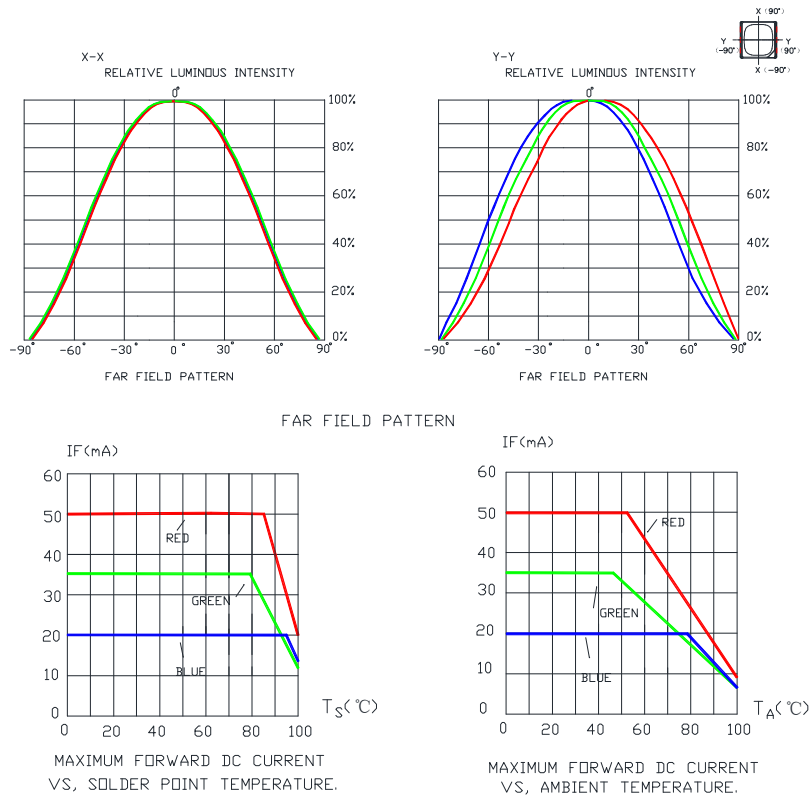 X (90°)
Y Y
(-90°) (90°)
X (-90°)
X-X
RELATIVE LUMINOUS INTENSITY
0°
100%
80%
60%
40%
20%
0%
-90° -60° -30° 0 30° 60° 90°
FAR FIELD PATTERN
Y-Y
RELATIVE LUMINOUS INTENSITY
0°
100%
80%
60%
40%
20%
0%
-90° -60° -30° 0° 30° 60° 90°
FAR FIELD PATTERN
FAR FIELD PATTERN
IF(mA)
60
50
40
30
20
10
0
RED
GREEN
BLUE
0 20 40 60 80 100
TS(℃)
MAXIMUM FORWARD DC CURRENT
VS, SOLDER POINT TEMPERATURE.
IF(mA)
60
50
40
30
20
10
0
RED
GREEN
BLUE
0 20 40 60 80 100
TA(℃)
MAXIMUM FORWARD DC CURRENT
VS, AMBIENT TEMPERATURE.